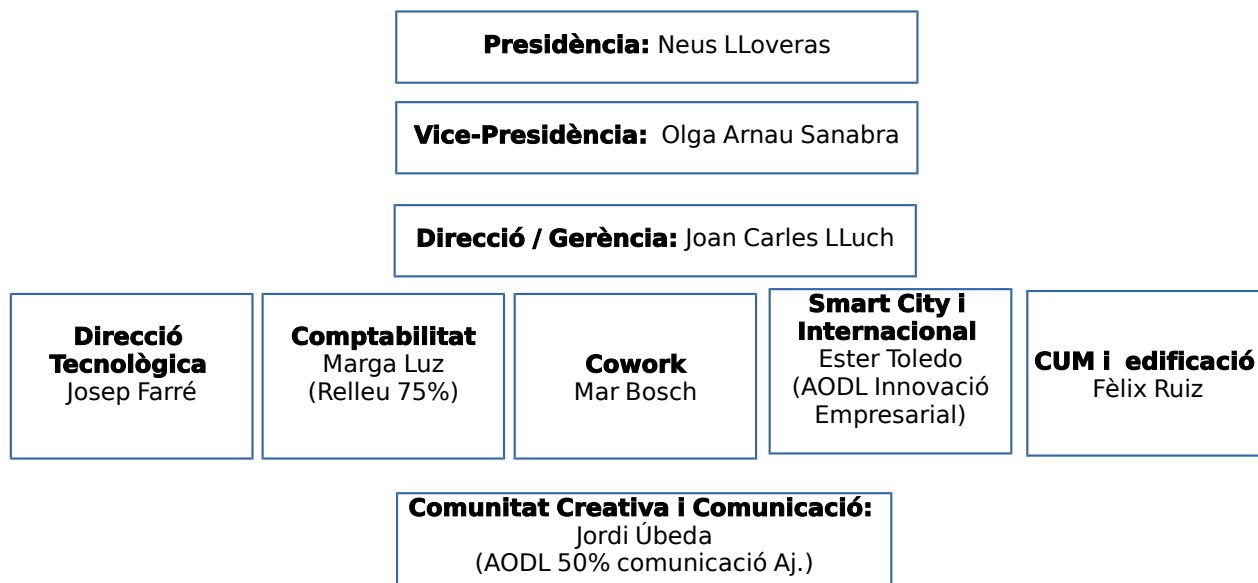 Presidència: Neus LLoveras
Vice-Presidència: Olga Arnau Sanabra
Direcció / Gerència: Joan Carles LLuch
Direcció
Tecnològica
Josep Farré
Comptabilitat
Marga Luz
(Relleu 75%)
Cowork
Mar Bosch
Smart City i
Internacional
Ester Toledo
(AODL Innovació
Empresarial)
CUM i edificació
Fèlix Ruiz
Comunitat Creativa i Comunicació:
Jordi Úbeda
(AODL 50% comunicació Aj.)